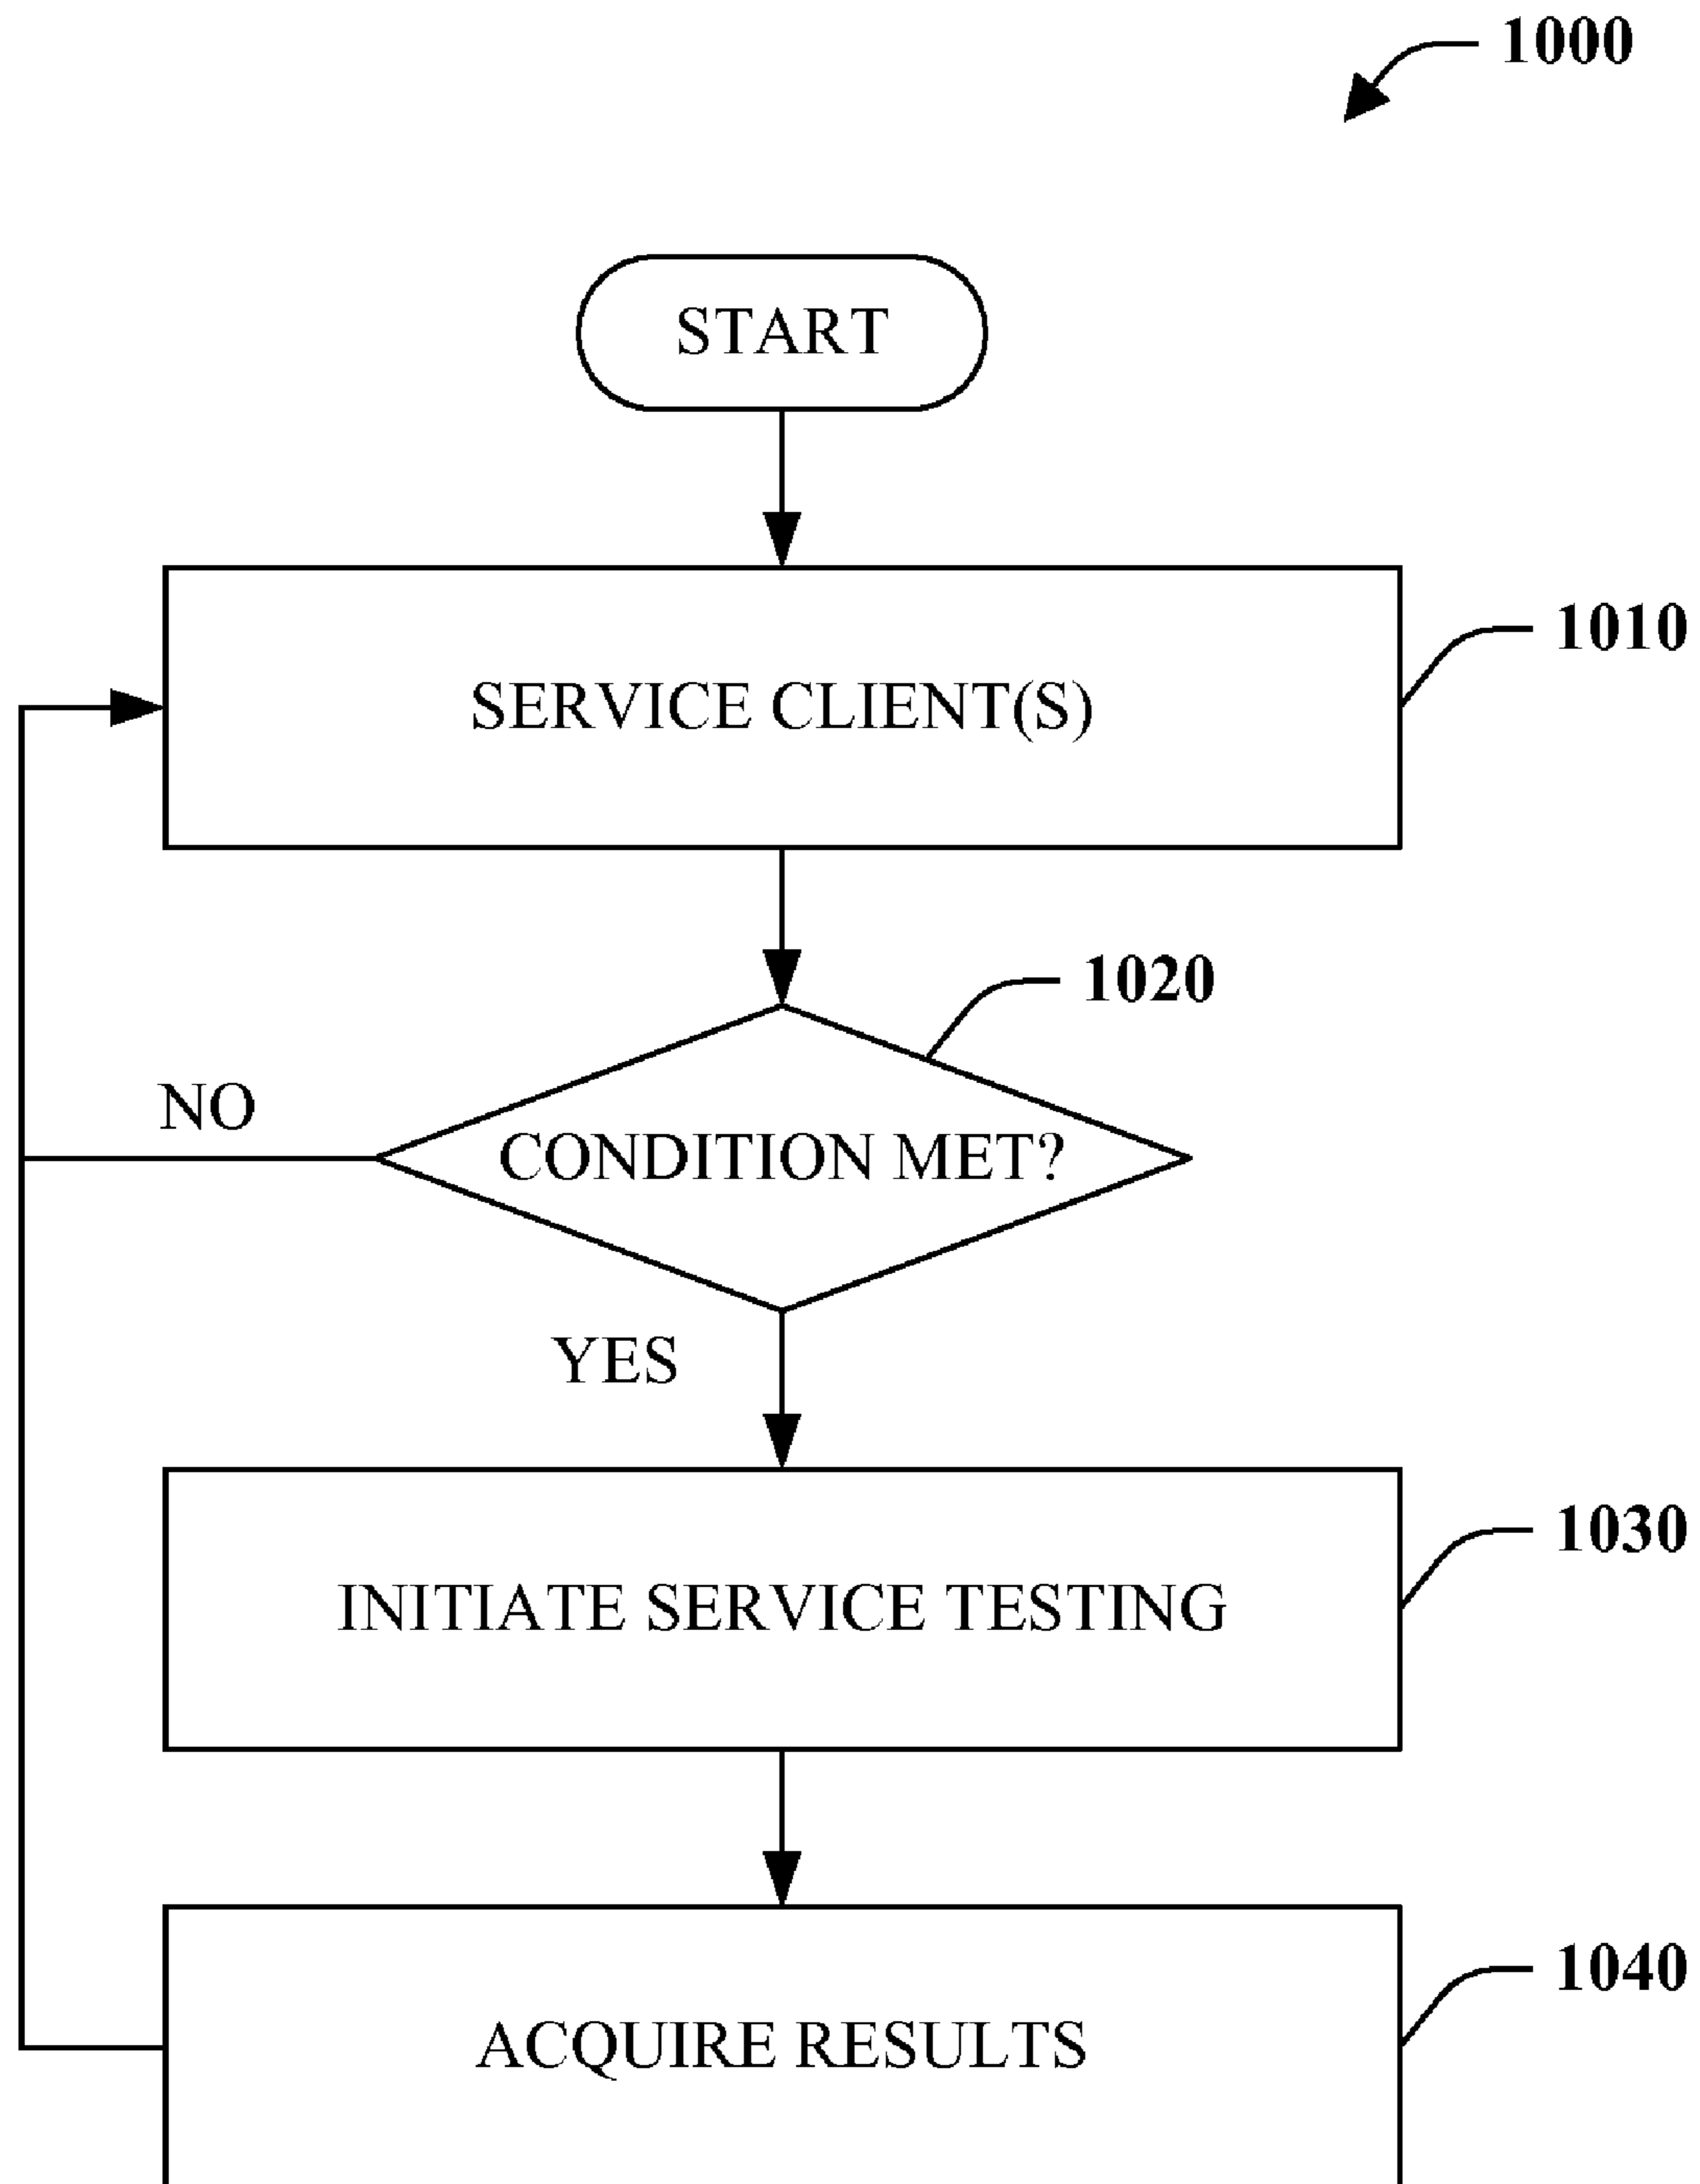 1000
START
1010
SERVICE CLIENT(S)
1020
NO
CONDITION MET?
YES
1030
INITIATE SERVICE TESTING
1040
ACQUIRE RESULTS